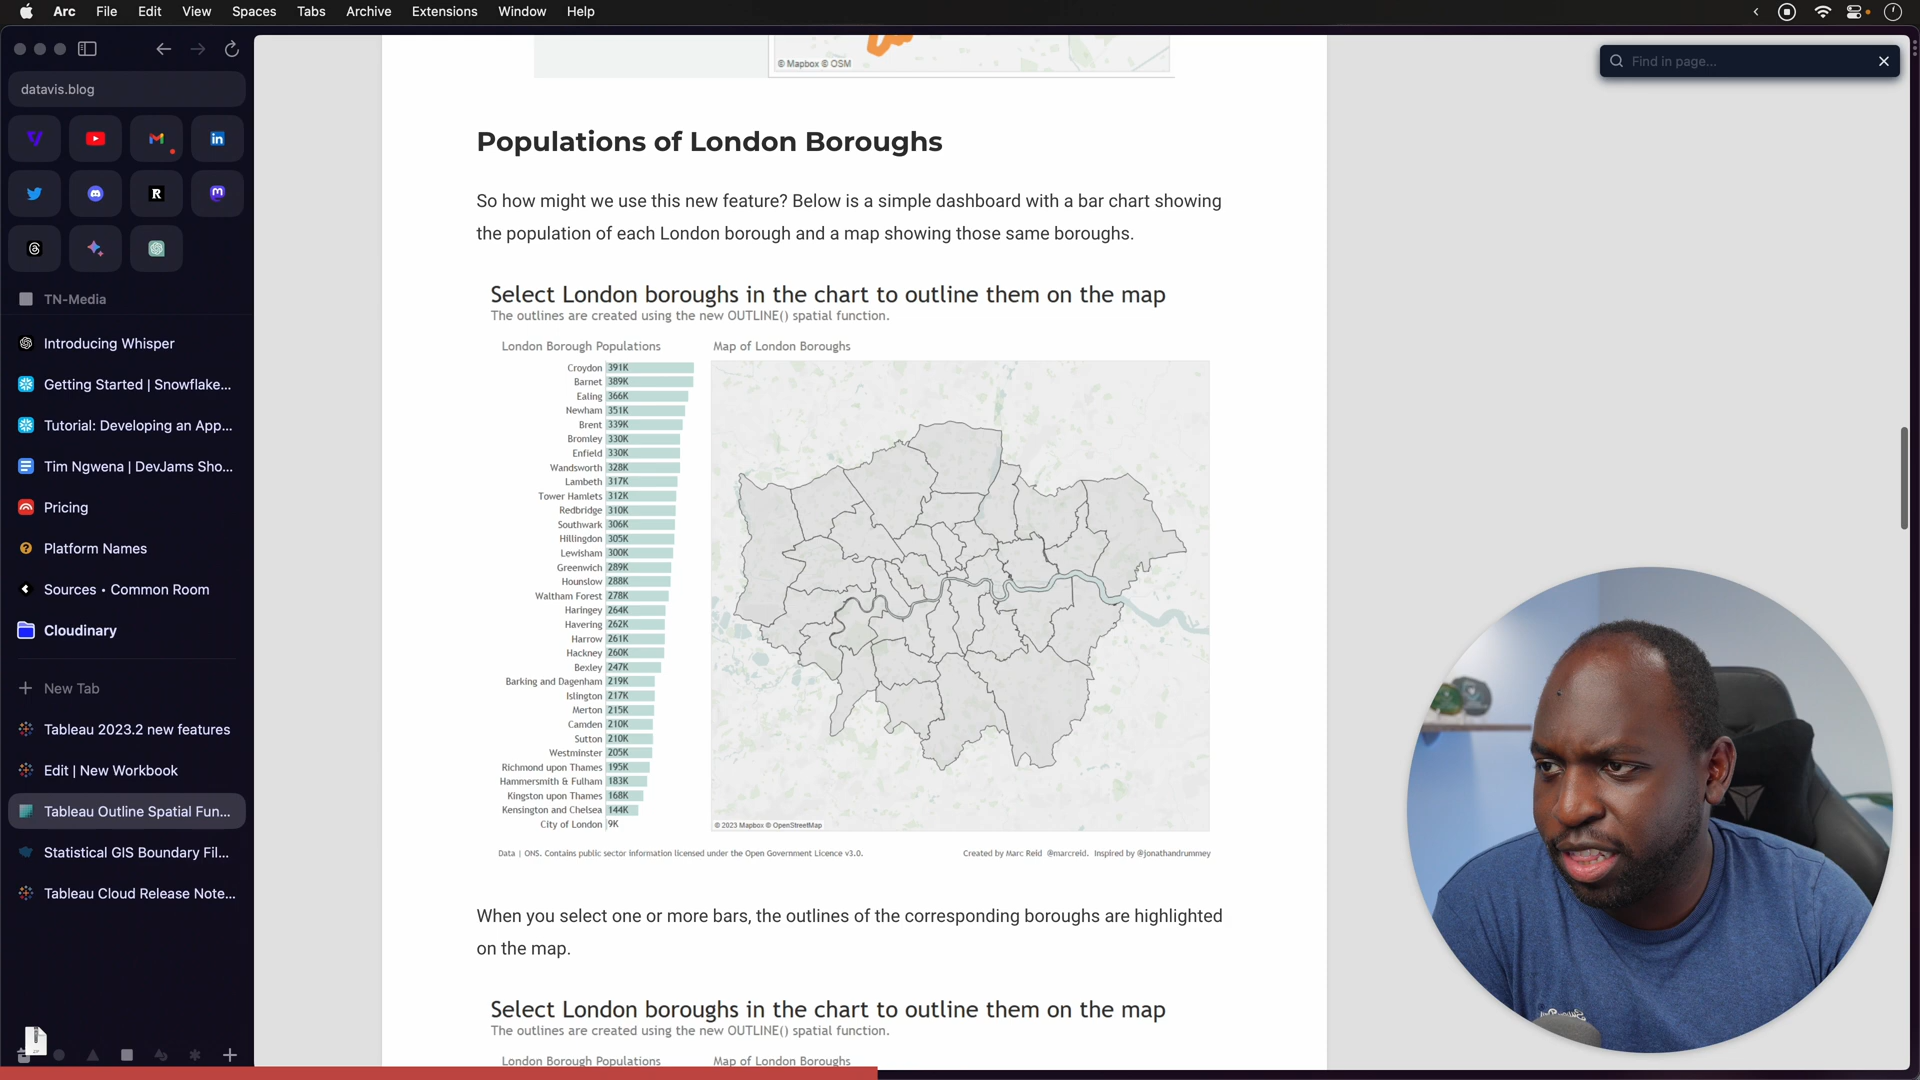 Arc File Edit View Spaces Tabs Archive Extensions Window Help
datavis.blog
TN-Media
Introducing Whisper
Getting Started | Snowflake...
Tutorial: Developing an App...
Tim Ngwena | DevJams Sho...
Pricing
Platform Names
Sources • Common Room
Cloudinary
New Tab
Tableau 2023.2 new features
Edit | New Workbook
Tableau Outline Spatial Fun...
Statistical GIS Boundary Fil...
Tableau Cloud Release Note...
Find in page...
© Mapbox © OSM
Populations of London Boroughs
So how might we use this new feature? Below is a simple dashboard with a bar chart showing
the population of each London borough and a map showing those same boroughs.
Select London boroughs in the chart to outline them on the map
The outlines are created using the new OUTLINE() spatial function.
London Borough Populations
Map of London Boroughs
Croydon 391K
Barnet 389K
Ealing 366K
Newham 351K
Brent 339K
Bromley 330K
Enfield 330K
Wandsworth 328K
Lambeth 317K
Tower Hamlets 312K
Redbridge 310K
Southwark 306K
Hillingdon 305K
Lewisham 300K
Greenwich 289K
Hounslow 288K
Waltham Forest 278K
Haringey 264K
Havering 262K
Harrow 261K
Hackney 260K
Bexley 247K
Barking and Dagenham 219K
Islington 217K
Merton 215K
Camden 210K
Sutton 210K
Westminster 205K
Richmond upon Thames 195K
Hammersmith & Fulham 183K
Kingston upon Thames 168K
Kensington and Chelsea 144K
City of London 9K
© 2023 Mapbox © OpenStreetMap
Data | ONS. Contains public sector information licensed under the Open Government Licence v3.0.
Created by Marc Reid @marcreid. Inspired by @jonathandrummey
When you select one or more bars, the outlines of the corresponding boroughs are highlighted
on the map.
Select London boroughs in the chart to outline them on the map
The outlines are created using the new OUTLINE() spatial function.
London Borough Populations
Map of London Boroughs